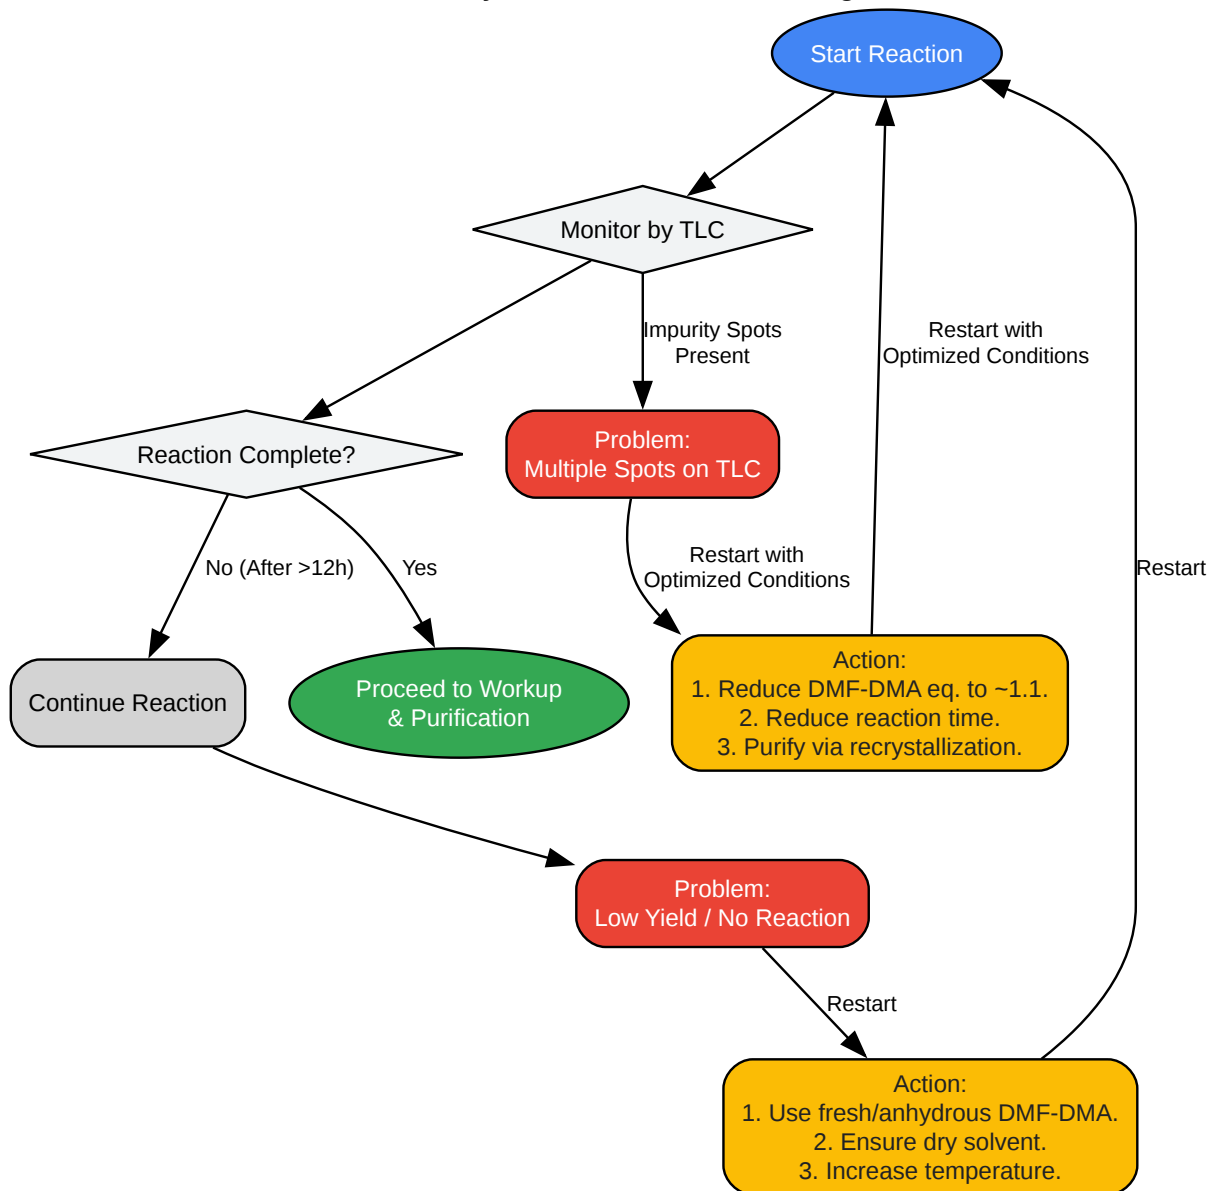 Start Reaction
Monitor by TLC
Impurity Spots
Present
Restart with
Optimized Conditions
Reaction Complete?
Problem:
Multiple Spots on TLC
No (After >12h)
Yes
Restart with
Optimized Conditions
Restart
Continue Reaction
Proceed to Workup
& Purification
Action:
1. Reduce DMF-DMA eq. to ~1.1.
2. Reduce reaction time.
3. Purify via recrystallization.
Problem:
Low Yield / No Reaction
Restart
Action:
1. Use fresh/anhydrous DMF-DMA.
2. Ensure dry solvent.
3. Increase temperature.